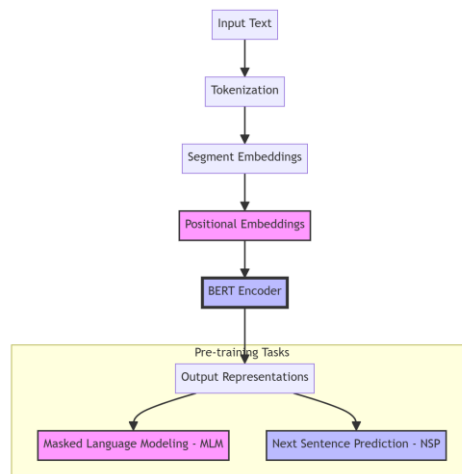 Input Text
Tokenization
Segment Embeddings
Positional Embeddings
BERT Encoder
Pre-training Tasks
Output Representations
Masked Language Modeling - MLM
Next Sentence Prediction - NSP